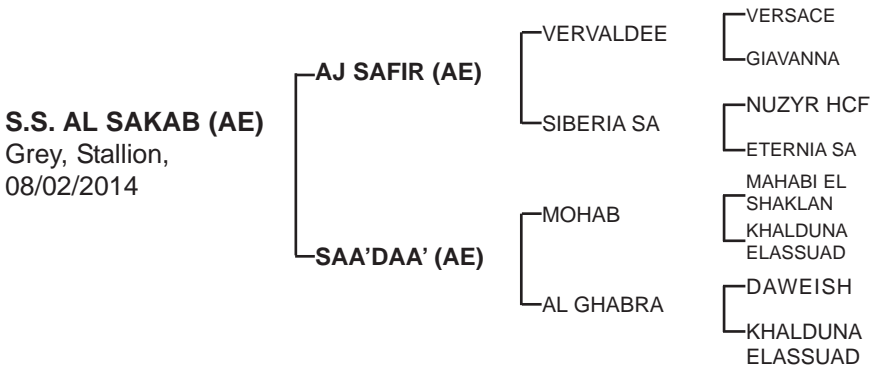 S.S. AL SAKAB (AE)
Grey, Stallion,
08/02/2014
AJ SAFIR (AE)
SAA'DAA' (AE)
VERVALDEE
SIBERIA SA
MOHAB
AL GHABRA
VERSACE
GIAVANNA
NUZYR HCF
ETERNIA SA
MAHABI EL
SHAKLAN
KHALDUNA
ELASSUAD
DAWEISH
KHALDUNA
ELASSUAD